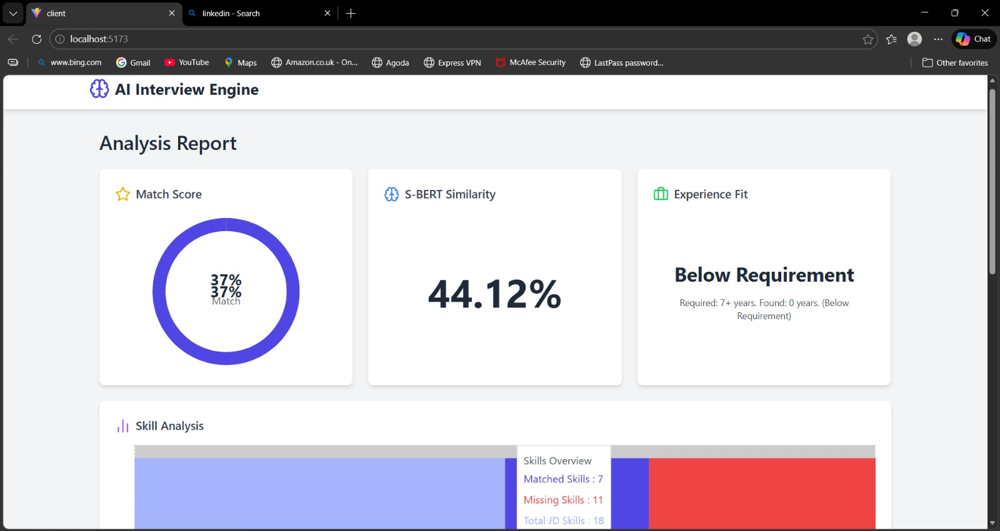 client
linkedin - Search
localhost:5173
Chat
www.bing.com
Gmail
YouTube
Maps
Amazon.co.uk - On...
Agoda
Express VPN
McAfee Security
LastPass password...
Other favorites
AI Interview Engine
Analysis Report
Match Score
37%
37%
Match
S-BERT Similarity
44.12%
Experience Fit
Below Requirement
Required: 7+ years. Found: 0 years. (Below
Requirement)
Skill Analysis
Skills Overview
Matched Skills : 7
Missing Skills : 11
Total JD Skills : 18